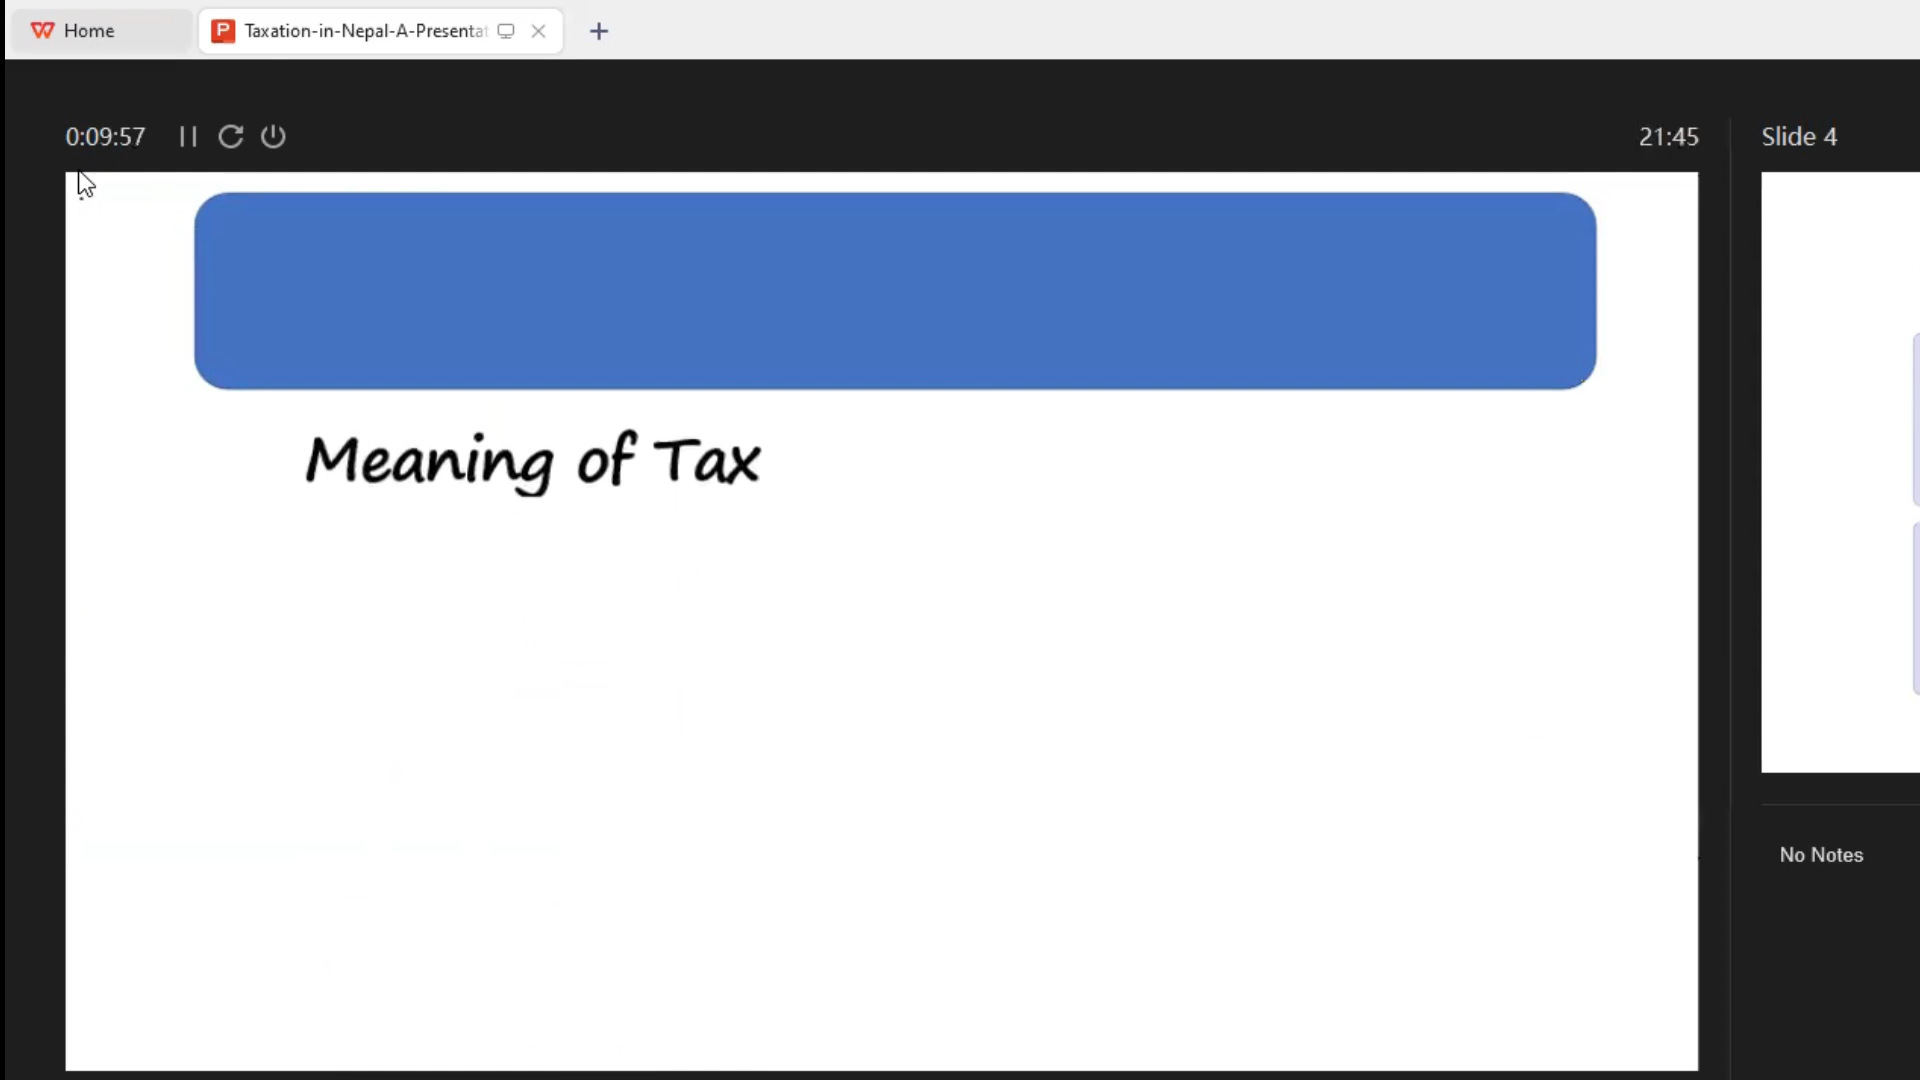 Home
Taxation-in-Nepal-A-Presentat
0:09:57
21:45
Slide 4
Meaning of Tax
No Notes